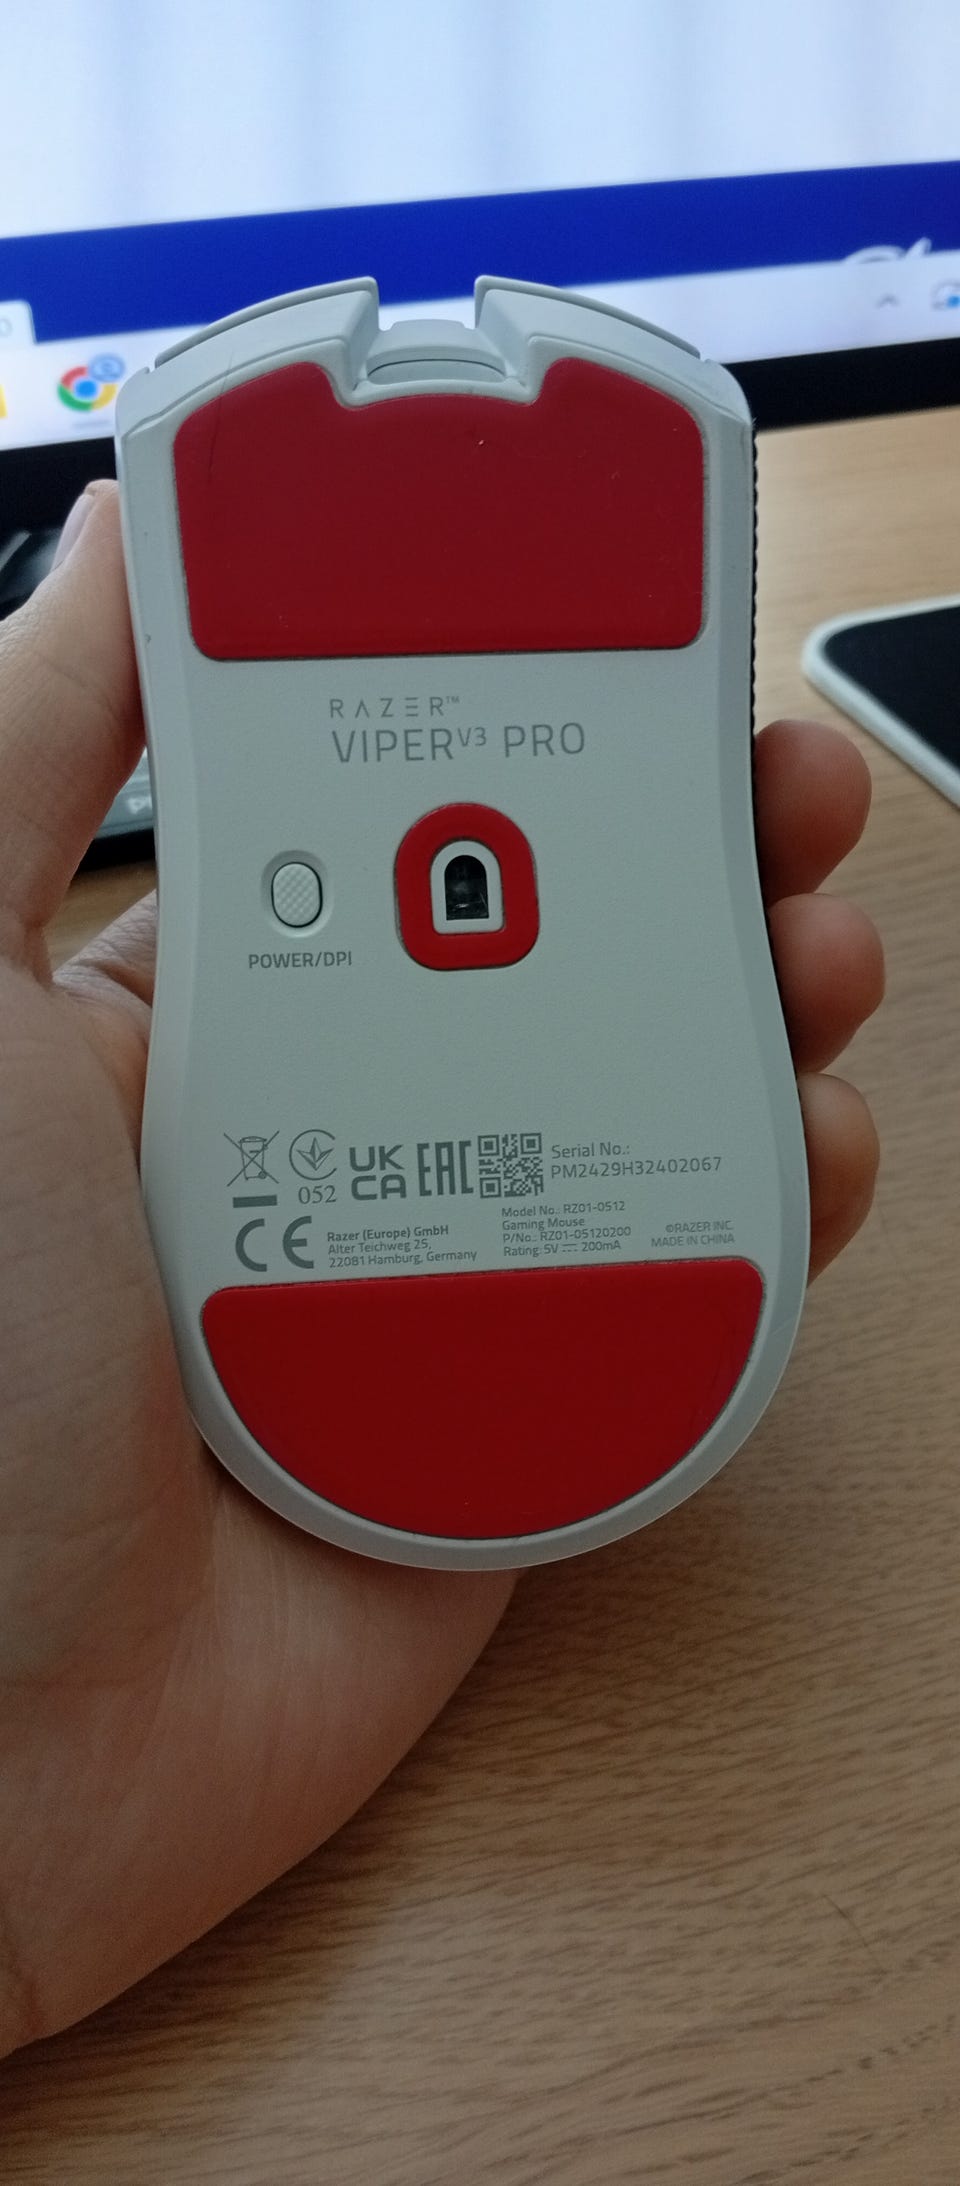 RAZER™
VIPER V3 PRO
POWER/DPI
052
UK
CA
EAC
Serial No.:
PM2429H32402067
CE
Razer (Europe) GmbH
Alter Teichweg 25,
22081 Hamburg, Germany
Model No.: RZ01-0512
Gaming Mouse
P/No.: RZ01-05120200
Rating: 5V ⎓ 200mA
©RAZER INC.
MADE IN CHINA